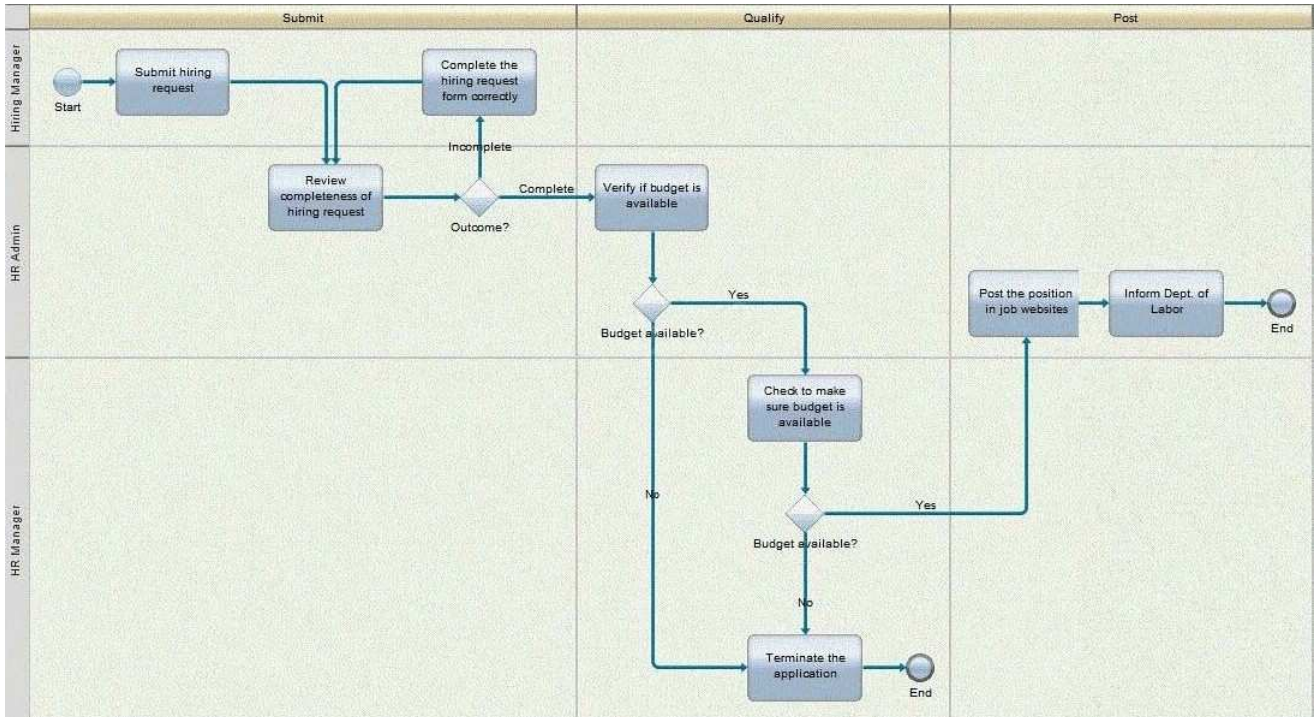 Submit
Qualify
Post
Hiring Manager
Start
Submit hiring
request
Complete the
hiring request
form correctly
Incomplete
HR Admin
Review
completeness of
hiring request
Outcome?
Complete
Verify if budget is
available
Budget available?
Yes
Post the position
in job websites
Inform Dept. of
Labor
End
HR Manager
Check to make
sure budget is
available
No
Budget available?
Yes
No
Terminate the
application
End